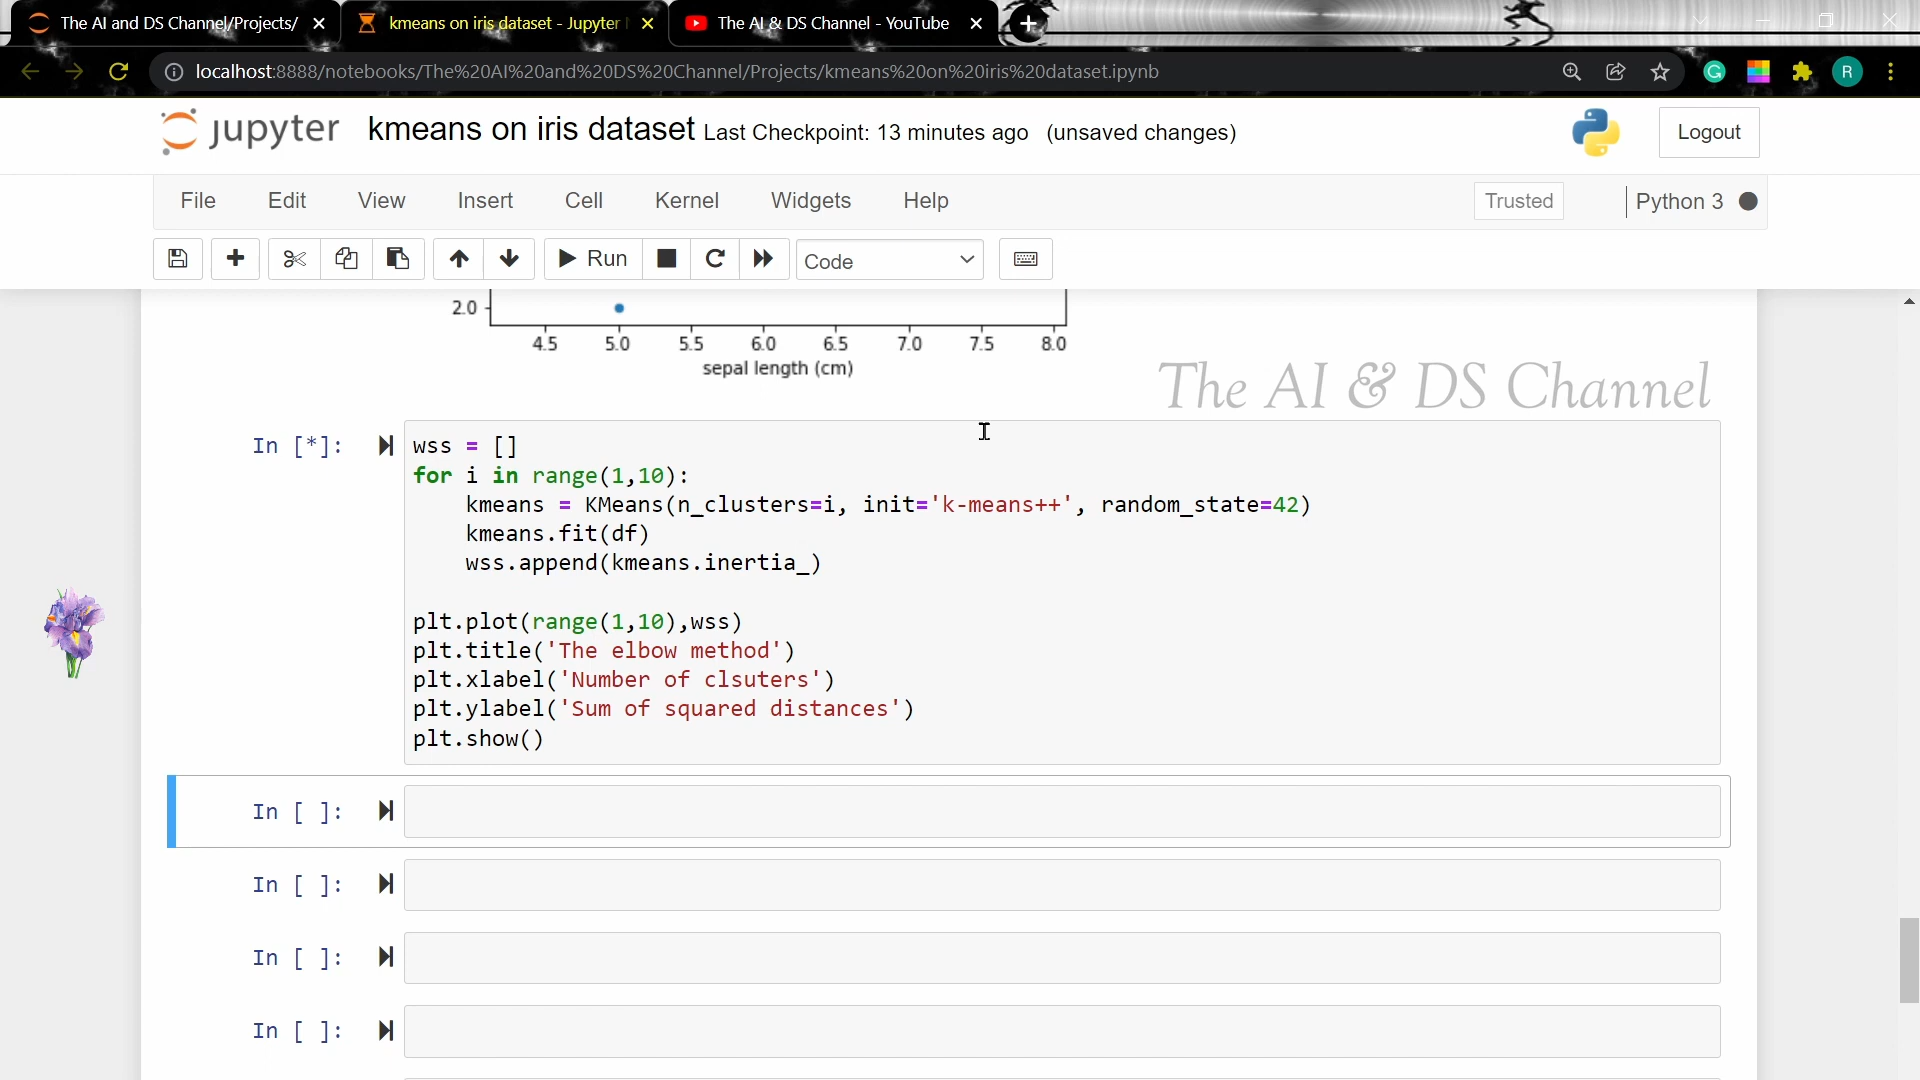 The AI and DS Channel/Projects/
kmeans on iris dataset - Jupyter
The AI & DS Channel - YouTube
localhost:8888/notebooks/The%20AI%20and%20DS%20Channel/Projects/kmeans%20on%20iris%20dataset.ipynb
R
jupyter kmeans on iris dataset Last Checkpoint: 13 minutes ago (unsaved changes)
Logout
File Edit View Insert Cell Kernel Widgets Help
Trusted
Python 3
Run
Code
2.0
4.5 5.0 5.5 6.0 6.5 7.0 7.5 8.0
sepal length (cm)
The AI & DS Channel
In [*]:
wss = []
for i in range(1,10):
    kmeans = KMeans(n_clusters=i, init='k-means++', random_state=42)
    kmeans.fit(df)
    wss.append(kmeans.inertia_)
plt.plot(range(1,10),wss)
plt.title('The elbow method')
plt.xlabel('Number of clsuters')
plt.ylabel('Sum of squared distances')
plt.show()
In [ ]:
In [ ]:
In [ ]:
In [ ]: